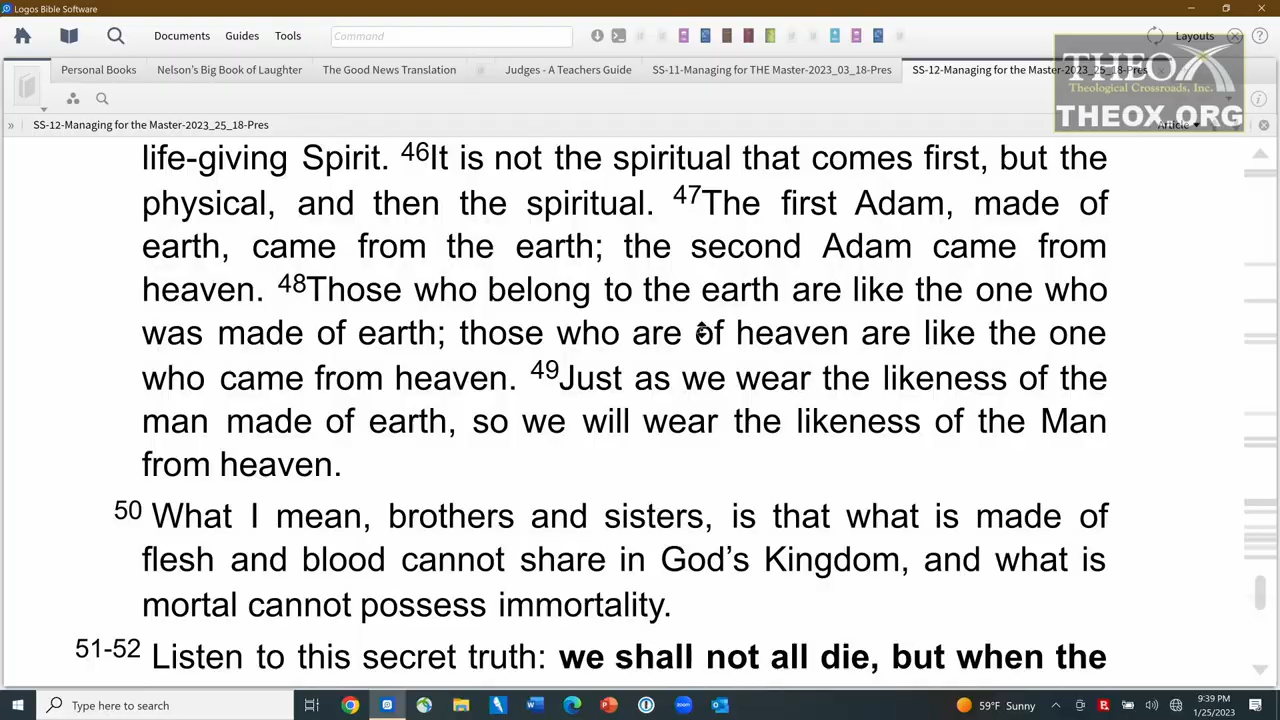 Logos Bible Software
Documents Guides Tools Command Layouts
Personal Books Nelson's Big Book of Laughter Judges - A Teachers Guide SS-11-Managing for THE Master-2023_03_18-pres SS-12-Managing for the Master-2023_25_18-Pres
THEOX
Theological Crossroads, Inc.
THEOX.ORG
SS-12-Managing for the Master-2023_25_18-Pres Article
life-giving Spirit. 46It is not the spiritual that comes first, but the
physical, and then the spiritual. 47The first Adam, made of
earth, came from the earth; the second Adam came from
heaven. 48Those who belong to the earth are like the one who
was made of earth; those who are of heaven are like the one
who came from heaven. 49Just as we wear the likeness of the
man made of earth, so we will wear the likeness of the Man
from heaven.
50 What I mean, brothers and sisters, is that what is made of
flesh and blood cannot share in God's Kingdom, and what is
mortal cannot possess immortality.
51-52 Listen to this secret truth: we shall not all die, but when the
Type here to search 59°F Sunny 9:39 PM
1/25/2023